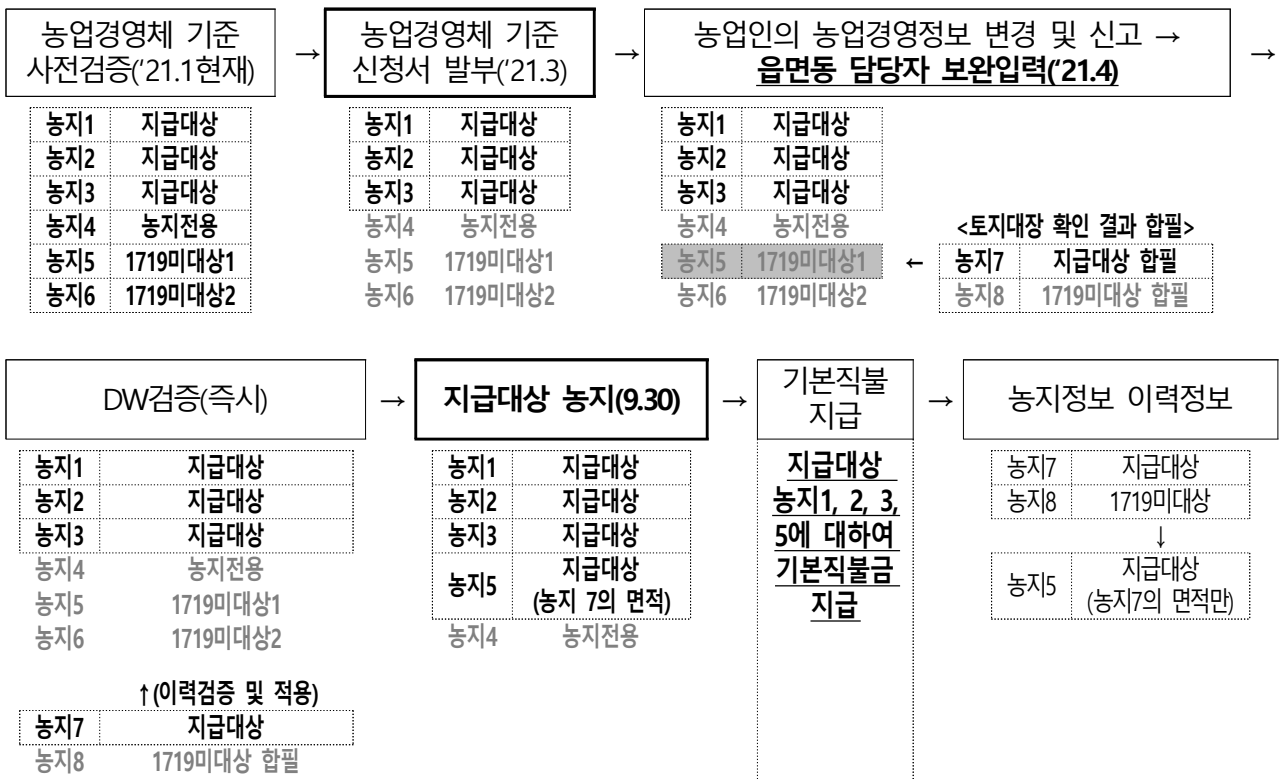 농업경영체 기준
사전검증('21.1현재)
→
농업경영체 기준
신청서 발부('21.3)
→
농업인의 농업경영정보 변경 및 신고 →
읍면동 담당자 보완입력('21.4)
→
농지1 지급대상
농지2 지급대상
농지3 지급대상
농지4 농지전용
농지5 1719미대상1
농지6 1719미대상2
농지1 지급대상
농지2 지급대상
농지3 지급대상
농지4 농지전용
농지5 1719미대상1
농지6 1719미대상2
농지1 지급대상
농지2 지급대상
농지3 지급대상
농지4 농지전용
농지5 1719미대상1
농지6 1719미대상2
<토지대장 확인 결과 합필>
← 농지7 지급대상 합필
농지8 1719미대상 합필
DW검증(즉시)
→
지급대상 농지(9.30)
→
기본직불
지급
→
농지정보 이력정보
농지1 지급대상
농지2 지급대상
농지3 지급대상
농지4 농지전용
농지5 1719미대상1
농지6 1719미대상2
↑(이력검증 및 적용)
농지7 지급대상
농지8 1719미대상 합필
농지1 지급대상
농지2 지급대상
농지3 지급대상
농지5 지급대상
(농지 7의 면적)
농지4 농지전용
지급대상
농지1, 2, 3,
5에 대하여
기본직불금
지급
농지7 지급대상
농지8 1719미대상
↓
농지5 지급대상
(농지7의 면적만)